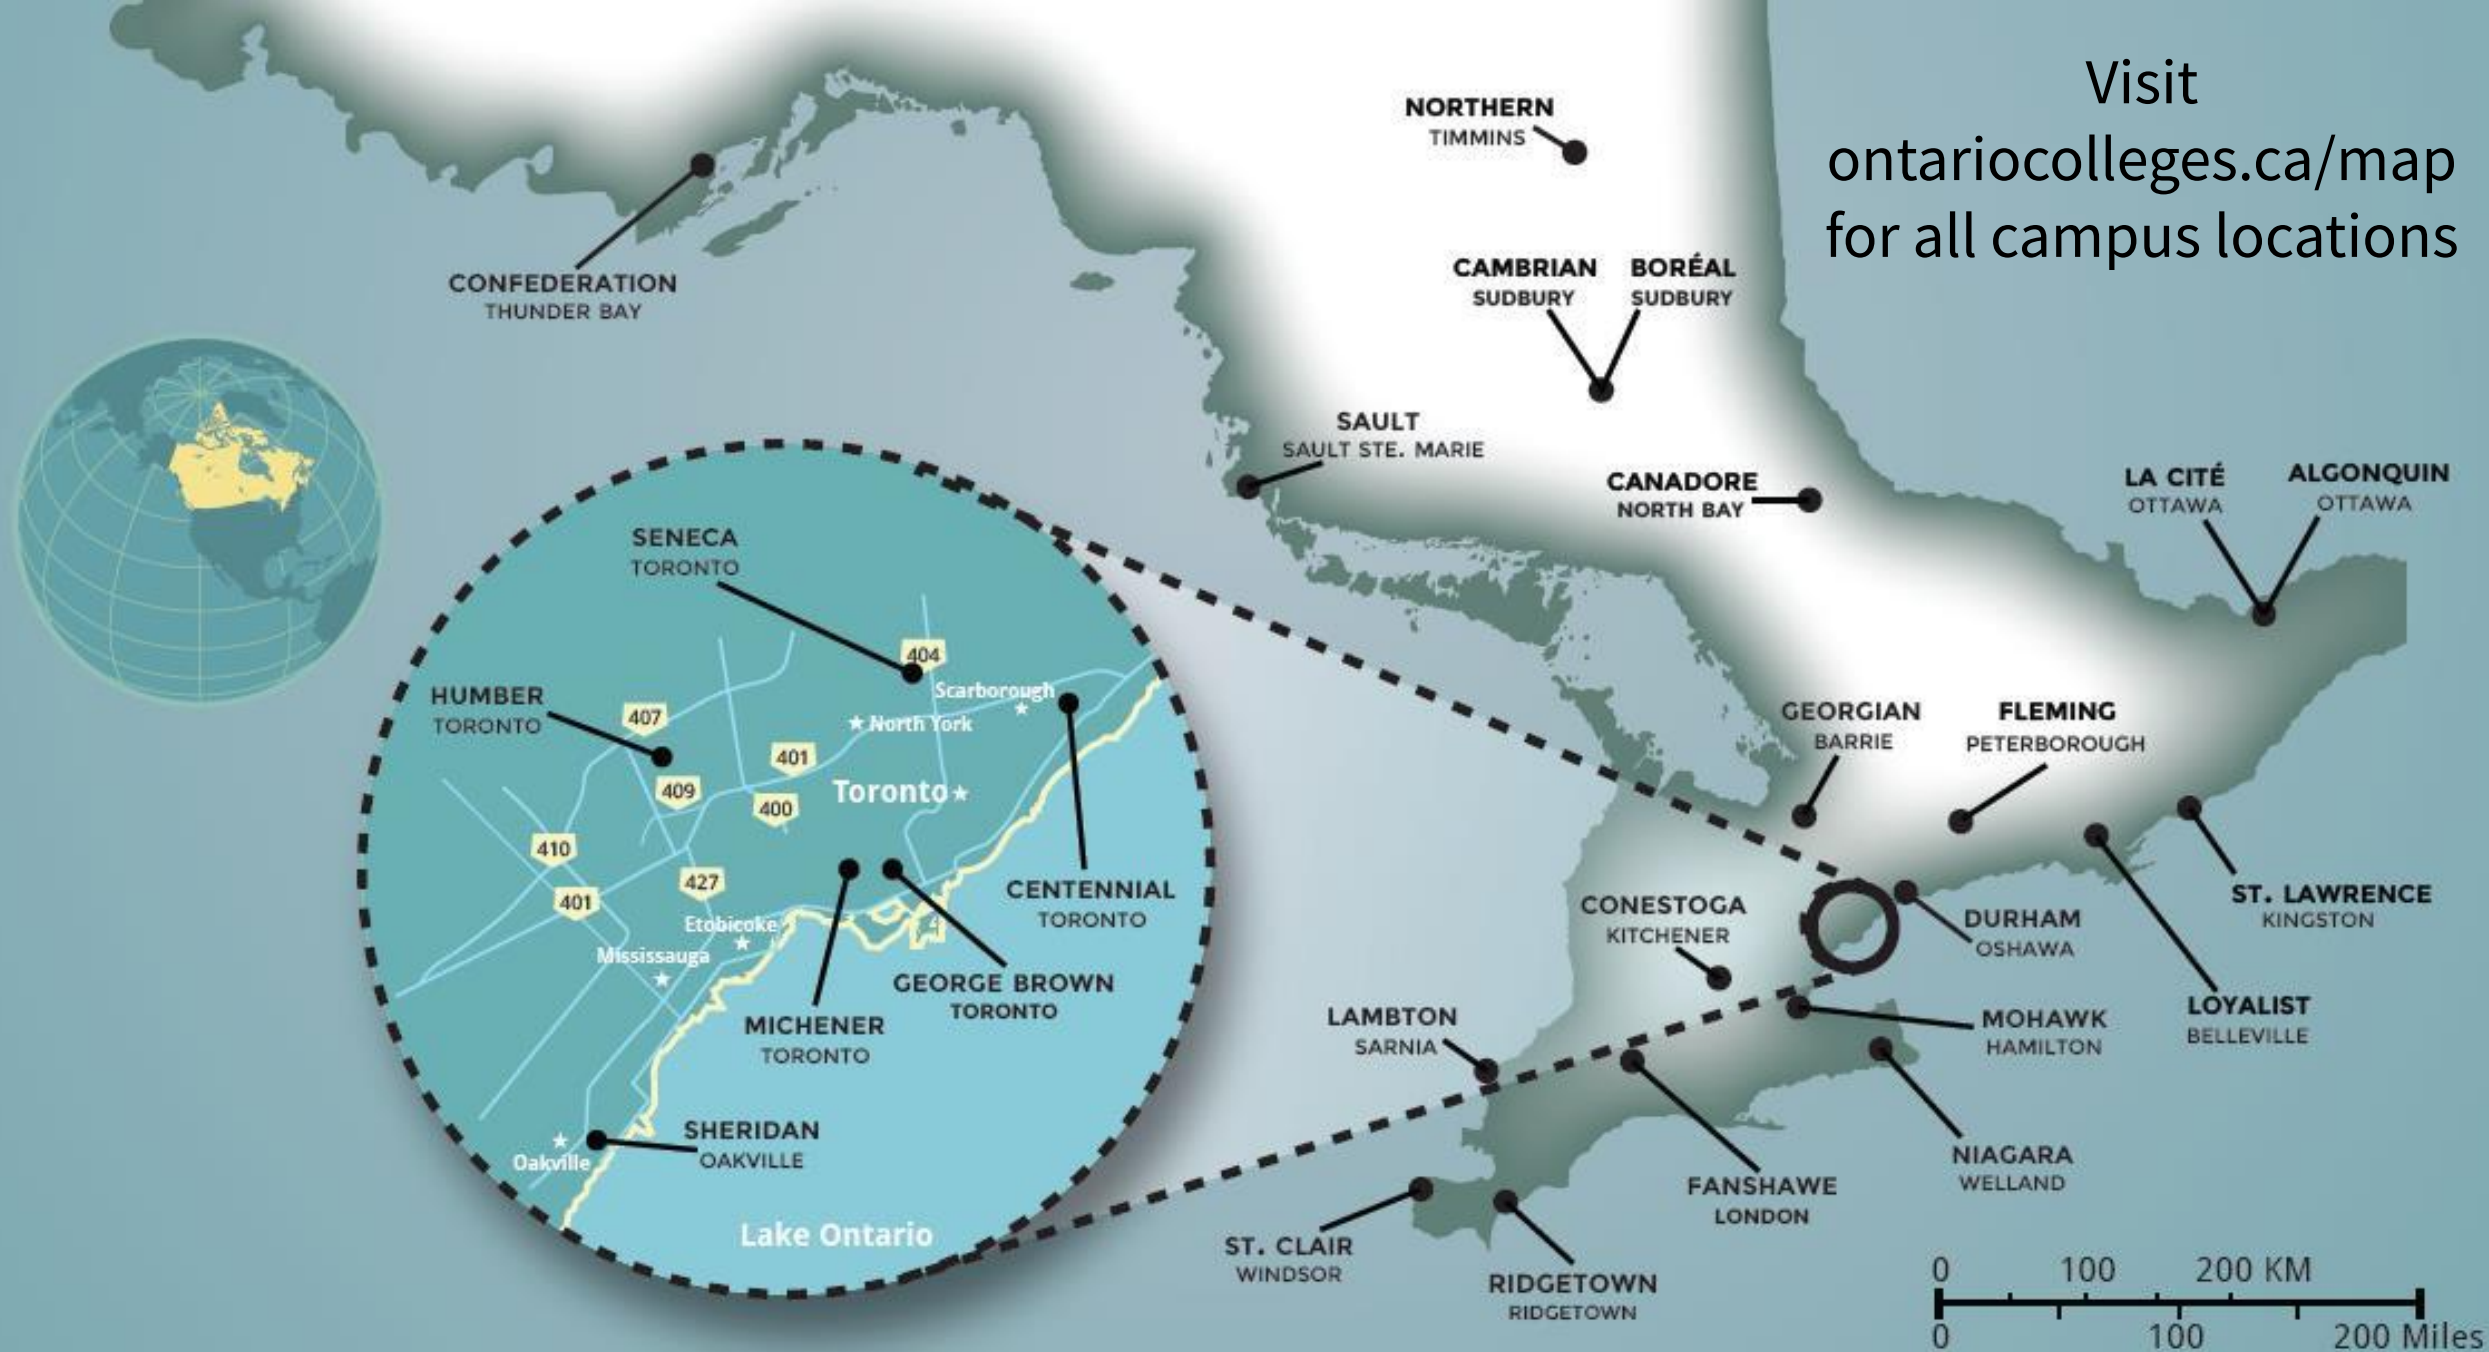 Visit
ontariocolleges.ca/map
for all campus locations
NORTHERN
TIMMINS
CONFEDERATION
THUNDER BAY
CAMBRIAN
SUDBURY
BORÉAL
SUDBURY
SAULT
SAULT STE. MARIE
CANADORE
NORTH BAY
LA CITÉ
OTTAWA
ALGONQUIN
OTTAWA
SENECA
TORONTO
404
Scarborough
HUMBER
TORONTO
407
North York
401
409
400
Toronto
410
427
401
Etobicoke
Mississauga
CENTENNIAL
TORONTO
GEORGE BROWN
TORONTO
MICHENER
TORONTO
SHERIDAN
OAKVILLE
Oakville
Lake Ontario
GEORGIAN
BARRIE
FLEMING
PETERBOROUGH
CONESTOGA
KITCHENER
DURHAM
OSHAWA
ST. LAWRENCE
KINGSTON
LOYALIST
BELLEVILLE
LAMBTON
SARNIA
MOHAWK
HAMILTON
NIAGARA
WELLAND
FANSHAWE
LONDON
ST. CLAIR
WINDSOR
RIDGETOWN
RIDGETOWN
0 100 200 KM
0 100 200 Miles